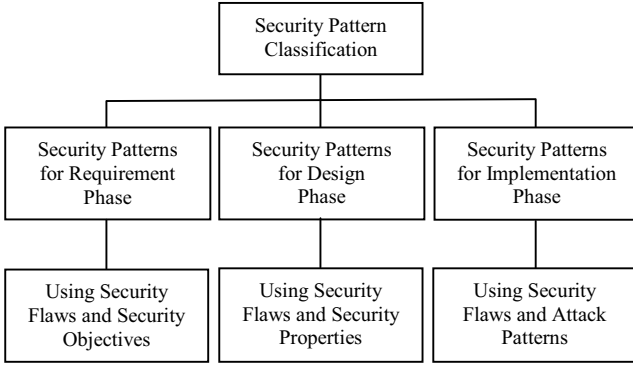 Security Pattern
Classification
Security Patterns
for Requirement
Phase
Security Patterns
for Design
Phase
Security Patterns
for Implementation
Phase
Using Security
Flaws and Security
Objectives
Using Security
Flaws and Security
Properties
Using Security
Flaws and Attack
Patterns